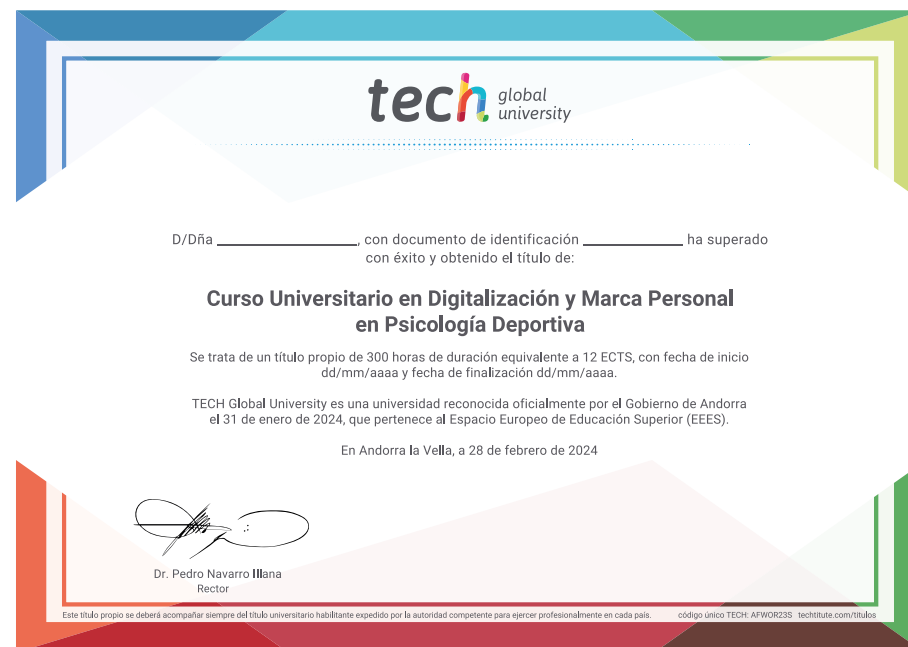 tech global university
D/Dña ____________________, con documento de identificación ______________ ha superado
con éxito y obtenido el título de:
Curso Universitario en Digitalización y Marca Personal
en Psicología Deportiva
Se trata de un título propio de 300 horas de duración equivalente a 12 ECTS, con fecha de inicio
dd/mm/aaaa y fecha de finalización dd/mm/aaaa.
TECH Global University es una universidad reconocida oficialmente por el Gobierno de Andorra
el 31 de enero de 2024, que pertenece al Espacio Europeo de Educación Superior (EEES).
En Andorra la Vella, a 28 de febrero de 2024
Dr. Pedro Navarro Illana
Rector
Este título propio se deberá acompañar siempre del título universitario habilitante expedido por la autoridad competente para ejercer profesionalmente en cada país. código único TECH: AFWOR23S techtitute.com/titulos